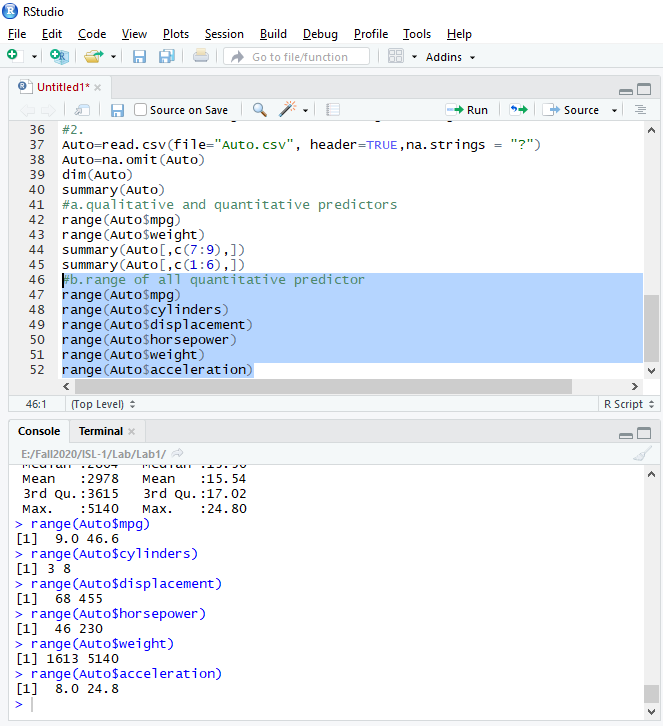 RStudio
File Edit Code View Plots Session Build Debug Profile Tools Help
Go to file/function Addins
Untitled1*
Source on Save Run Source
36 #2.
37 Auto=read.csv(file="Auto.csv", header=TRUE,na.strings = "?")
38 Auto=na.omit(Auto)
39 dim(Auto)
40 summary(Auto)
41 #a.qualitative and quantitative predictors
42 range(Auto$mpg)
43 range(Auto$weight)
44 summary(Auto[,c(7:9),])
45 summary(Auto[,c(1:6),])
46 #b.range of all quantitative predictor
47 range(Auto$mpg)
48 range(Auto$cylinders)
49 range(Auto$displacement)
50 range(Auto$horsepower)
51 range(Auto$weight)
52 range(Auto$acceleration)
46:1 (Top Level) R Script
Console Terminal
E:/Fall2020/ISL-1/Lab/Lab1/
Mean :2978 Mean :15.54
3rd Qu.:3615 3rd Qu.:17.02
Max. :5140 Max. :24.80
> range(Auto$mpg)
[1] 9.0 46.6
> range(Auto$cylinders)
[1] 3 8
> range(Auto$displacement)
[1] 68 455
> range(Auto$horsepower)
[1] 46 230
> range(Auto$weight)
[1] 1613 5140
> range(Auto$acceleration)
[1] 8.0 24.8
>